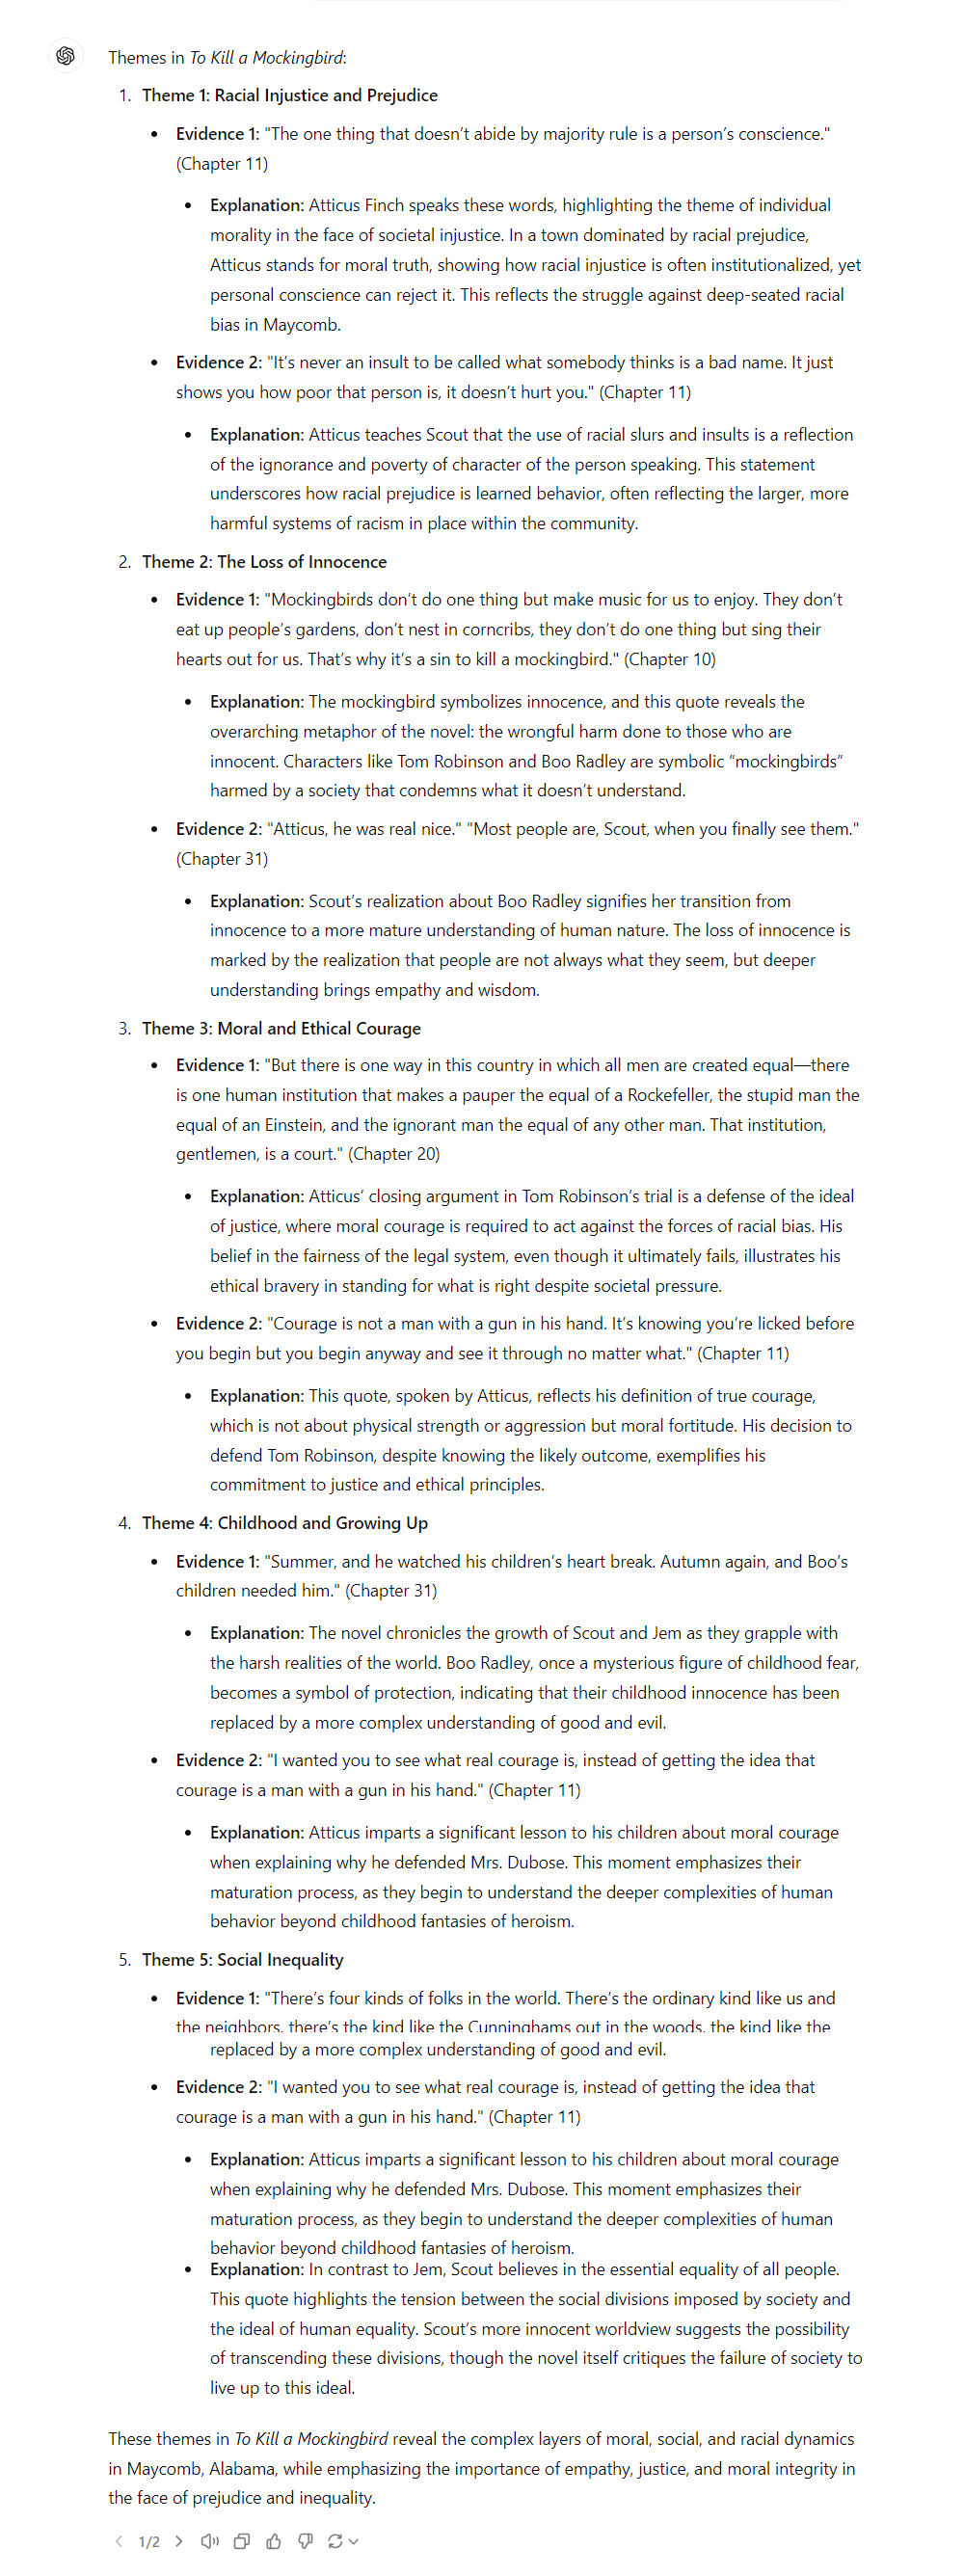 Themes in To Kill a Mockingbird:
1. Theme 1: Racial Injustice and Prejudice
• Evidence 1: "The one thing that doesn’t abide by majority rule is a person’s conscience."
(Chapter 11)
• Explanation: Atticus Finch speaks these words, highlighting the theme of individual
morality in the face of societal injustice. In a town dominated by racial prejudice,
Atticus stands for moral truth, showing how racial injustice is often institutionalized, yet
personal conscience can reject it. This reflects the struggle against deep-seated racial
bias in Maycomb.
• Evidence 2: "It’s never an insult to be called what somebody thinks is a bad name. It just
shows you how poor that person is, it doesn’t hurt you." (Chapter 11)
• Explanation: Atticus teaches Scout that the use of racial slurs and insults is a reflection
of the ignorance and poverty of character of the person speaking. This statement
underscores how racial prejudice is learned behavior, often reflecting the larger, more
harmful systems of racism in place within the community.
2. Theme 2: The Loss of Innocence
• Evidence 1: "Mockingbirds don’t do one thing but make music for us to enjoy. They don’t
eat up people’s gardens, don’t nest in corncribs, they don’t do one thing but sing their
hearts out for us. That’s why it’s a sin to kill a mockingbird." (Chapter 10)
• Explanation: The mockingbird symbolizes innocence, and this quote reveals the
overarching metaphor of the novel: the wrongful harm done to those who are
innocent. Characters like Tom Robinson and Boo Radley are symbolic “mockingbirds”
harmed by a society that condemns what it doesn’t understand.
• Evidence 2: "Atticus, he was real nice." "Most people are, Scout, when you finally see them."
(Chapter 31)
• Explanation: Scout’s realization about Boo Radley signifies her transition from
innocence to a more mature understanding of human nature. The loss of innocence is
marked by the realization that people are not always what they seem, but deeper
understanding brings empathy and wisdom.
3. Theme 3: Moral and Ethical Courage
• Evidence 1: "But there is one way in this country in which all men are created equal—there
is one human institution that makes a pauper the equal of a Rockefeller, the stupid man the
equal of an Einstein, and the ignorant man the equal of any other man. That institution,
gentlemen, is a court." (Chapter 20)
• Explanation: Atticus’ closing argument in Tom Robinson’s trial is a defense of the ideal
of justice, where moral courage is required to act against the forces of racial bias. His
belief in the fairness of the legal system, even though it ultimately fails, illustrates his
ethical bravery in standing for what is right despite societal pressure.
• Evidence 2: "Courage is not a man with a gun in his hand. It’s knowing you’re licked before
you begin but you begin anyway and see it through no matter what." (Chapter 11)
• Explanation: This quote, spoken by Atticus, reflects his definition of true courage,
which is not about physical strength or aggression but moral fortitude. His decision to
defend Tom Robinson, despite knowing the likely outcome, exemplifies his
commitment to justice and ethical principles.
4. Theme 4: Childhood and Growing Up
• Evidence 1: "Summer, and he watched his children’s heart break. Autumn again, and Boo’s
children needed him." (Chapter 31)
• Explanation: The novel chronicles the growth of Scout and Jem as they grapple with
the harsh realities of the world. Boo Radley, once a mysterious figure of childhood fear,
becomes a symbol of protection, indicating that their childhood innocence has been
replaced by a more complex understanding of good and evil.
• Evidence 2: "I wanted you to see what real courage is, instead of getting the idea that
courage is a man with a gun in his hand." (Chapter 11)
• Explanation: Atticus imparts a significant lesson to his children about moral courage
when explaining why he defended Mrs. Dubose. This moment emphasizes their
maturation process, as they begin to understand the deeper complexities of human
behavior beyond childhood fantasies of heroism.
5. Theme 5: Social Inequality
• Evidence 1: "There’s four kinds of folks in the world. There’s the ordinary kind like us and
the neighbors, there’s the kind like the Cunninghams out in the woods, the kind like the
replaced by a more complex understanding of good and evil.
• Evidence 2: "I wanted you to see what real courage is, instead of getting the idea that
courage is a man with a gun in his hand." (Chapter 11)
• Explanation: Atticus imparts a significant lesson to his children about moral courage
when explaining why he defended Mrs. Dubose. This moment emphasizes their
maturation process, as they begin to understand the deeper complexities of human
behavior beyond childhood fantasies of heroism.
• Explanation: In contrast to Jem, Scout believes in the essential equality of all people.
This quote highlights the tension between the social divisions imposed by society and
the ideal of human equality. Scout’s more innocent worldview suggests the possibility
of transcending these divisions, though the novel itself critiques the failure of society to
live up to this ideal.
These themes in To Kill a Mockingbird reveal the complex layers of moral, social, and racial dynamics
in Maycomb, Alabama, while emphasizing the importance of empathy, justice, and moral integrity in
the face of prejudice and inequality.
1/2